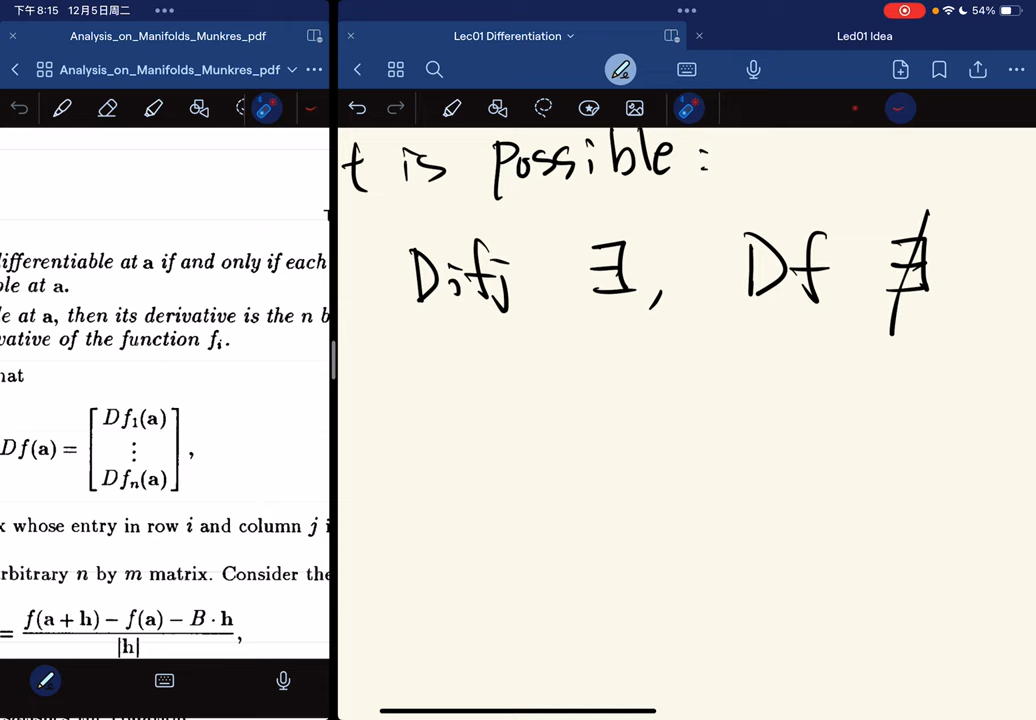 下午8:15 12月5日周二
54%
Analysis_on_Manifolds_Munkres_pdf
Lec01 Differentiation
Led01 Idea
Analysis_on_Manifolds_Munkres_pdf
ifferentiable at a if and only if each
ble at a.
e at a, then its derivative is the n b
vative of the function fᵢ.
hat
Df(a) = [Df₁(a) ⋮ Dfₙ(a)],
x whose entry in row i and column j i
rbitrary n by m matrix. Consider the
= f(a + h) − f(a) − B · h / |h|,
t is possible:
Difj ∃, Df ∄